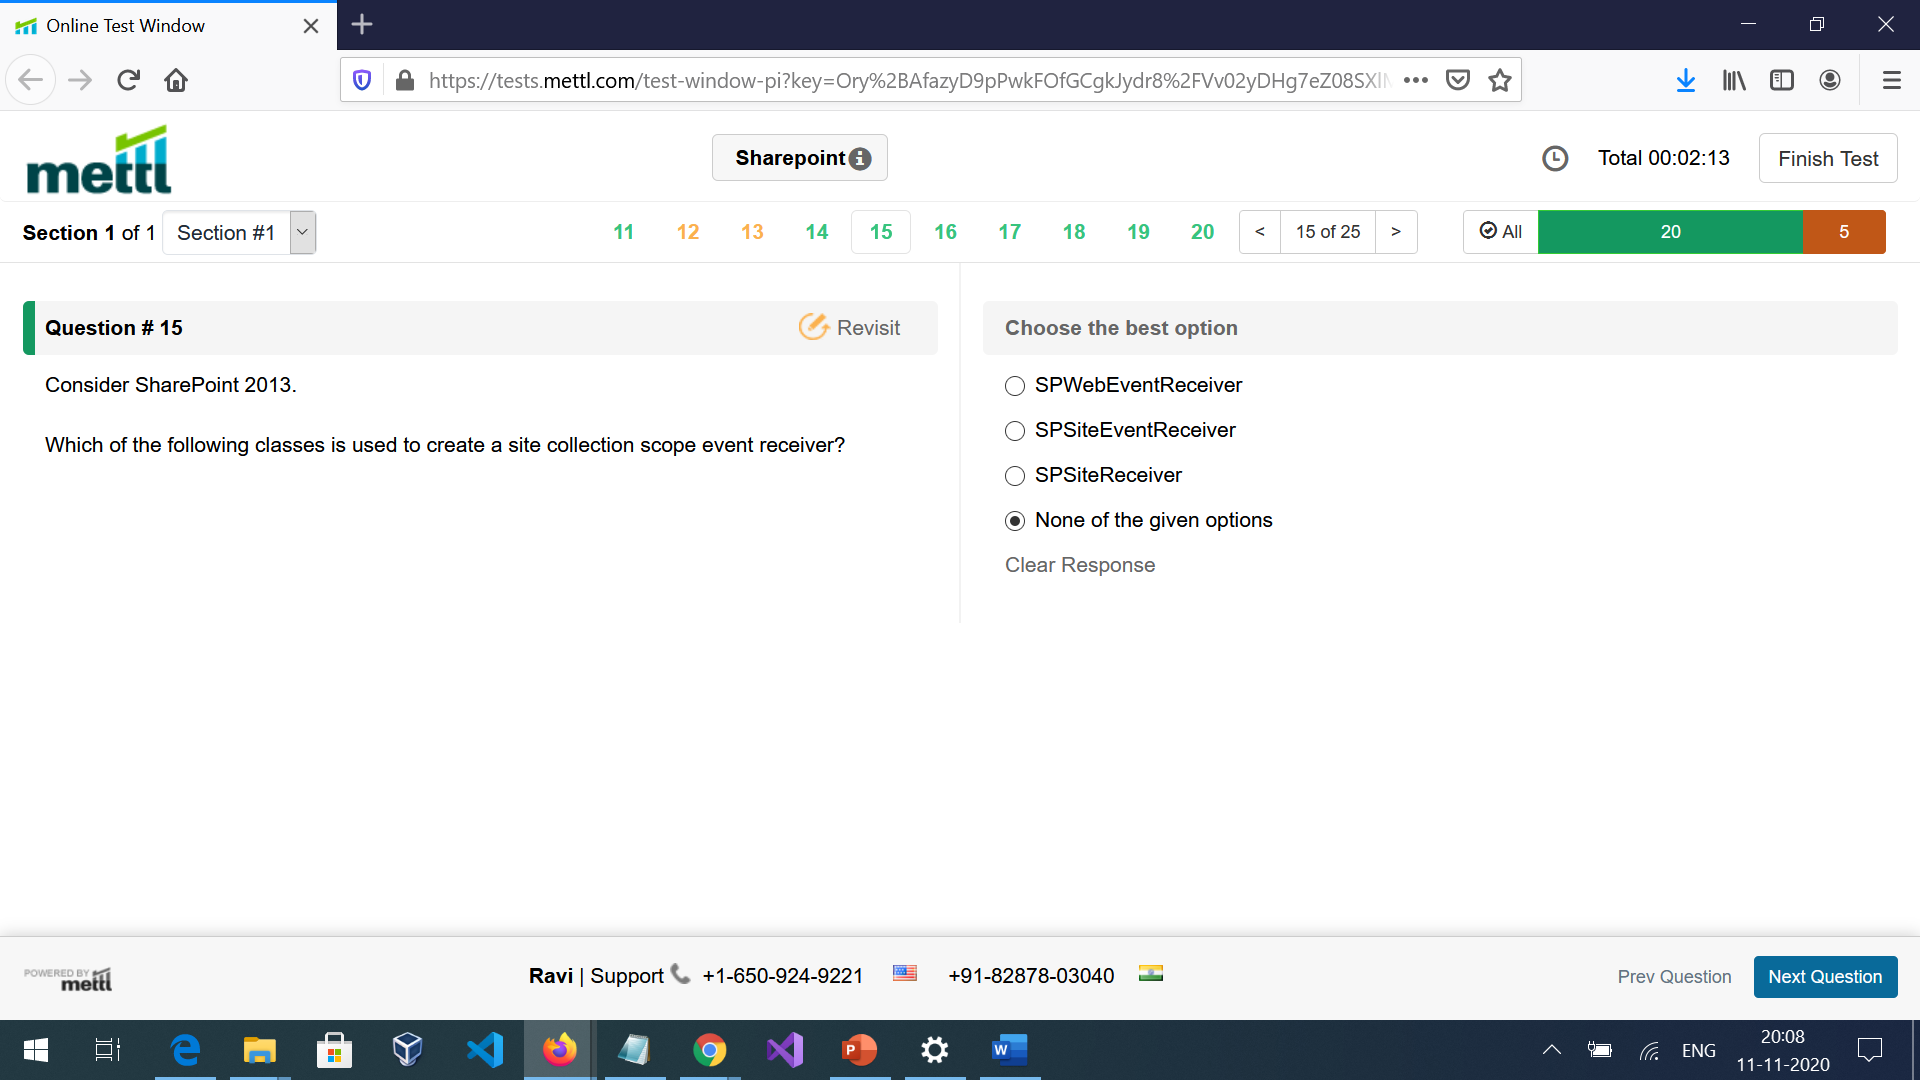 Online Test Window
https://tests.mettl.com/test-window-pi?key=Ory%2BAfazyD9pPwkFOfGCgkJydr8%2FVv02yDHg7eZ08SXl
mettl
Sharepoint
Total 00:02:13
Finish Test
Section 1 of 1
Section #1
11 12 13 14 15 16 17 18 19 20
< 15 of 25 >
All 20 5
Question # 15
Revisit
Choose the best option
Consider SharePoint 2013.
Which of the following classes is used to create a site collection scope event receiver?
SPWebEventReceiver
SPSiteEventReceiver
SPSiteReceiver
None of the given options
Clear Response
POWERED BY mettl
Ravi | Support +1-650-924-9221 +91-82878-03040
Prev Question
Next Question
ENG
20:08
11-11-2020